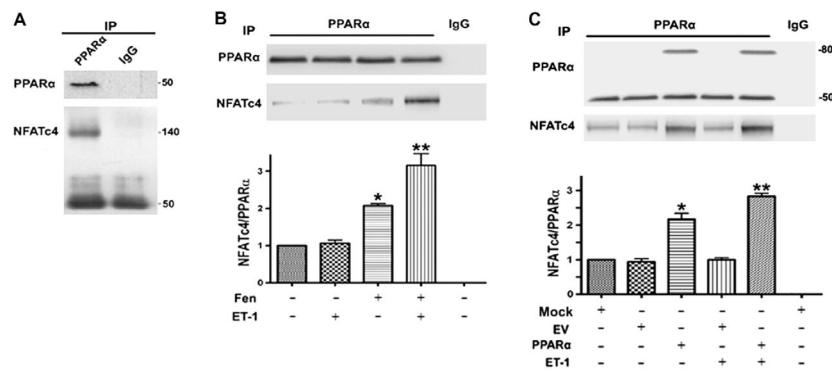 A
IP
PPARα
IgG
PPARα
-50
NFATc4
-140
-50
B
IP
PPARα
IgG
PPARα
NFATc4
NFATc4/PPARα
3
2
1
0
*
**
Fen - - + + -
ET-1 - + - + -
C
IP
PPARα
IgG
PPARα
-80
-50
NFATc4
NFATc4/PPARα
3
2
1
0
*
**
Mock + - - - - +
EV - + - + - -
PPARα - - + - + -
ET-1 - - - + + -